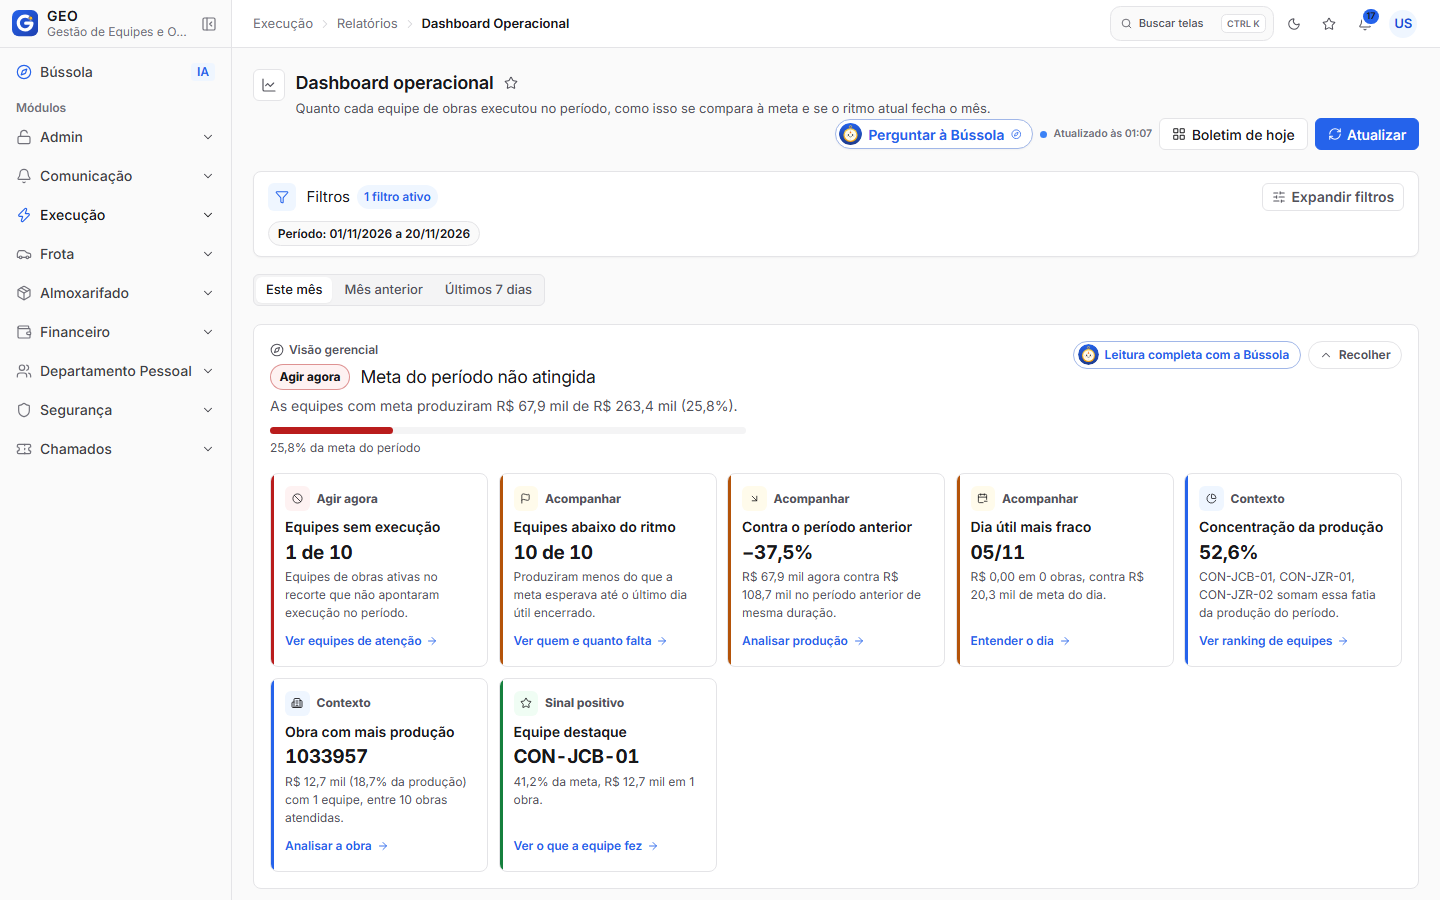 GEO
Gestão de Equipes e O...
Bússola
IA
Módulos
Admin
Comunicação
Execução
Frota
Almoxarifado
Financeiro
Departamento Pessoal
Segurança
Chamados
Execução
Relatórios
Dashboard Operacional
Buscar telas
CTRL K
17
US
Dashboard operacional
Quanto cada equipe de obras executou no período, como isso se compara à meta e se o ritmo atual fecha o mês.
Perguntar à Bússola
Atualizado às 01:07
Boletim de hoje
Atualizar
Filtros
1 filtro ativo
Expandir filtros
Período: 01/11/2026 a 20/11/2026
Este mês
Mês anterior
Últimos 7 dias
Visão gerencial
Leitura completa com a Bússola
Recolher
Agir agora
Meta do período não atingida
As equipes com meta produziram R$ 67,9 mil de R$ 263,4 mil (25,8%).
25,8% da meta do período
Agir agora
Equipes sem execução
1 de 10
Equipes de obras ativas no
recorte que não apontaram
execução no período.
Ver equipes de atenção
Acompanhar
Equipes abaixo do ritmo
10 de 10
Produziram menos do que a
meta esperava até o último dia
útil encerrado.
Ver quem e quanto falta
Acompanhar
Contra o período anterior
−37,5%
R$ 67,9 mil agora contra R$
108,7 mil no período anterior de
mesma duração.
Analisar produção
Acompanhar
Dia útil mais fraco
05/11
R$ 0,00 em 0 obras, contra R$
20,3 mil de meta do dia.
Entender o dia
Contexto
Concentração da produção
52,6%
CON-JCB-01, CON-JZR-01,
CON-JZR-02 somam essa fatia
da produção do período.
Ver ranking de equipes
Contexto
Obra com mais produção
1033957
R$ 12,7 mil (18,7% da produção)
com 1 equipe, entre 10 obras
atendidas.
Analisar a obra
Sinal positivo
Equipe destaque
CON-JCB-01
41,2% da meta, R$ 12,7 mil em 1
obra.
Ver o que a equipe fez